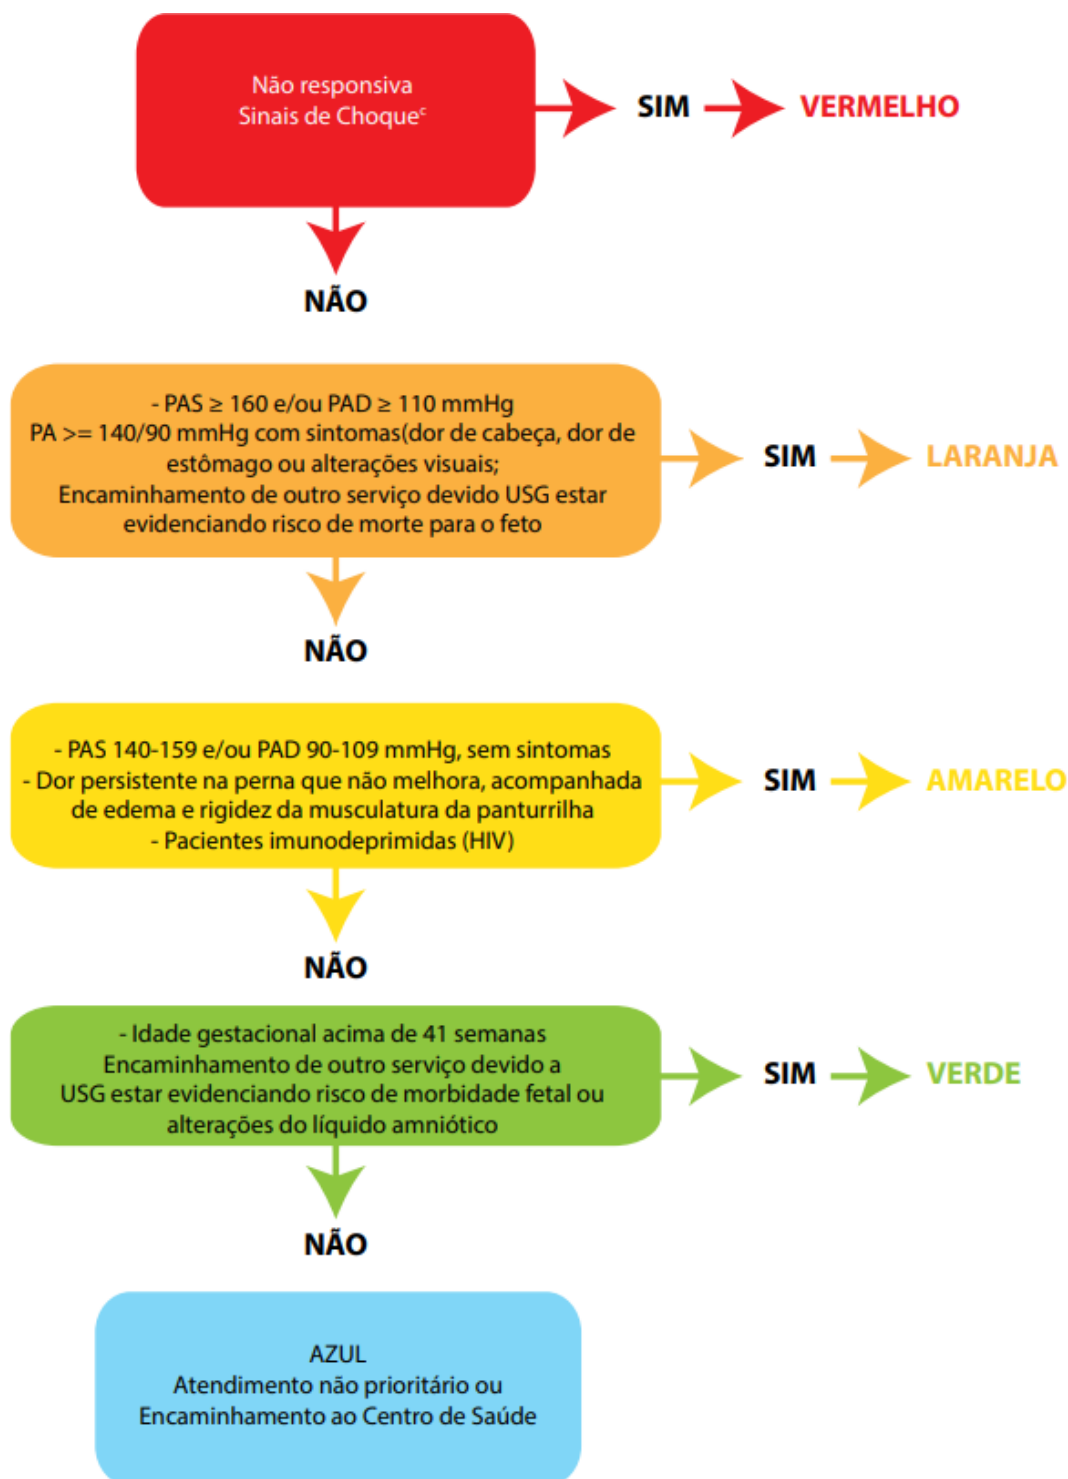 Não responsiva
Sinais de Choqueᶜ
SIM
VERMELHO
NÃO
- PAS ≥ 160 e/ou PAD ≥ 110 mmHg
PA >= 140/90 mmHg com sintomas(dor de cabeça, dor de
estômago ou alterações visuais;
Encaminhamento de outro serviço devido USG estar
evidenciando risco de morte para o feto
SIM
LARANJA
NÃO
- PAS 140-159 e/ou PAD 90-109 mmHg, sem sintomas
- Dor persistente na perna que não melhora, acompanhada
de edema e rigidez da musculatura da panturrilha
- Pacientes imunodeprimidas (HIV)
SIM
AMARELO
NÃO
- Idade gestacional acima de 41 semanas
Encaminhamento de outro serviço devido a
USG estar evidenciando risco de morbidade fetal ou
alterações do líquido amniótico
SIM
VERDE
NÃO
AZUL
Atendimento não prioritário ou
Encaminhamento ao Centro de Saúde